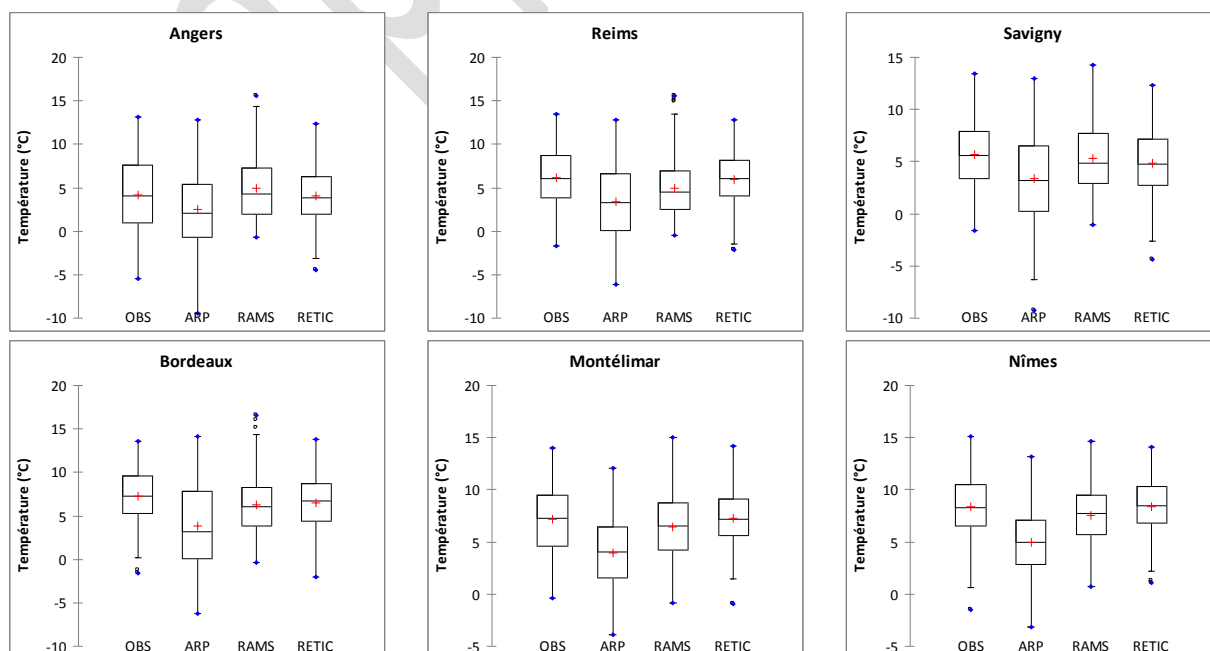 Angers
Température (°C)
20
15
10
5
0
-5
-10
OBS ARP RAMS RETIC
Reims
Température (°C)
20
15
10
5
0
-5
-10
OBS ARP RAMS RETIC
Savigny
Température (°C)
15
10
5
0
-5
-10
OBS ARP RAMS RETIC
Bordeaux
Température (°C)
20
15
10
5
0
-5
-10
OBS ARP RAMS RETIC
Montélimar
Température (°C)
20
15
10
5
0
-5
OBS ARP RAMS RETIC
Nîmes
Température (°C)
20
15
10
5
0
-5
OBS ARP RAMS RETIC